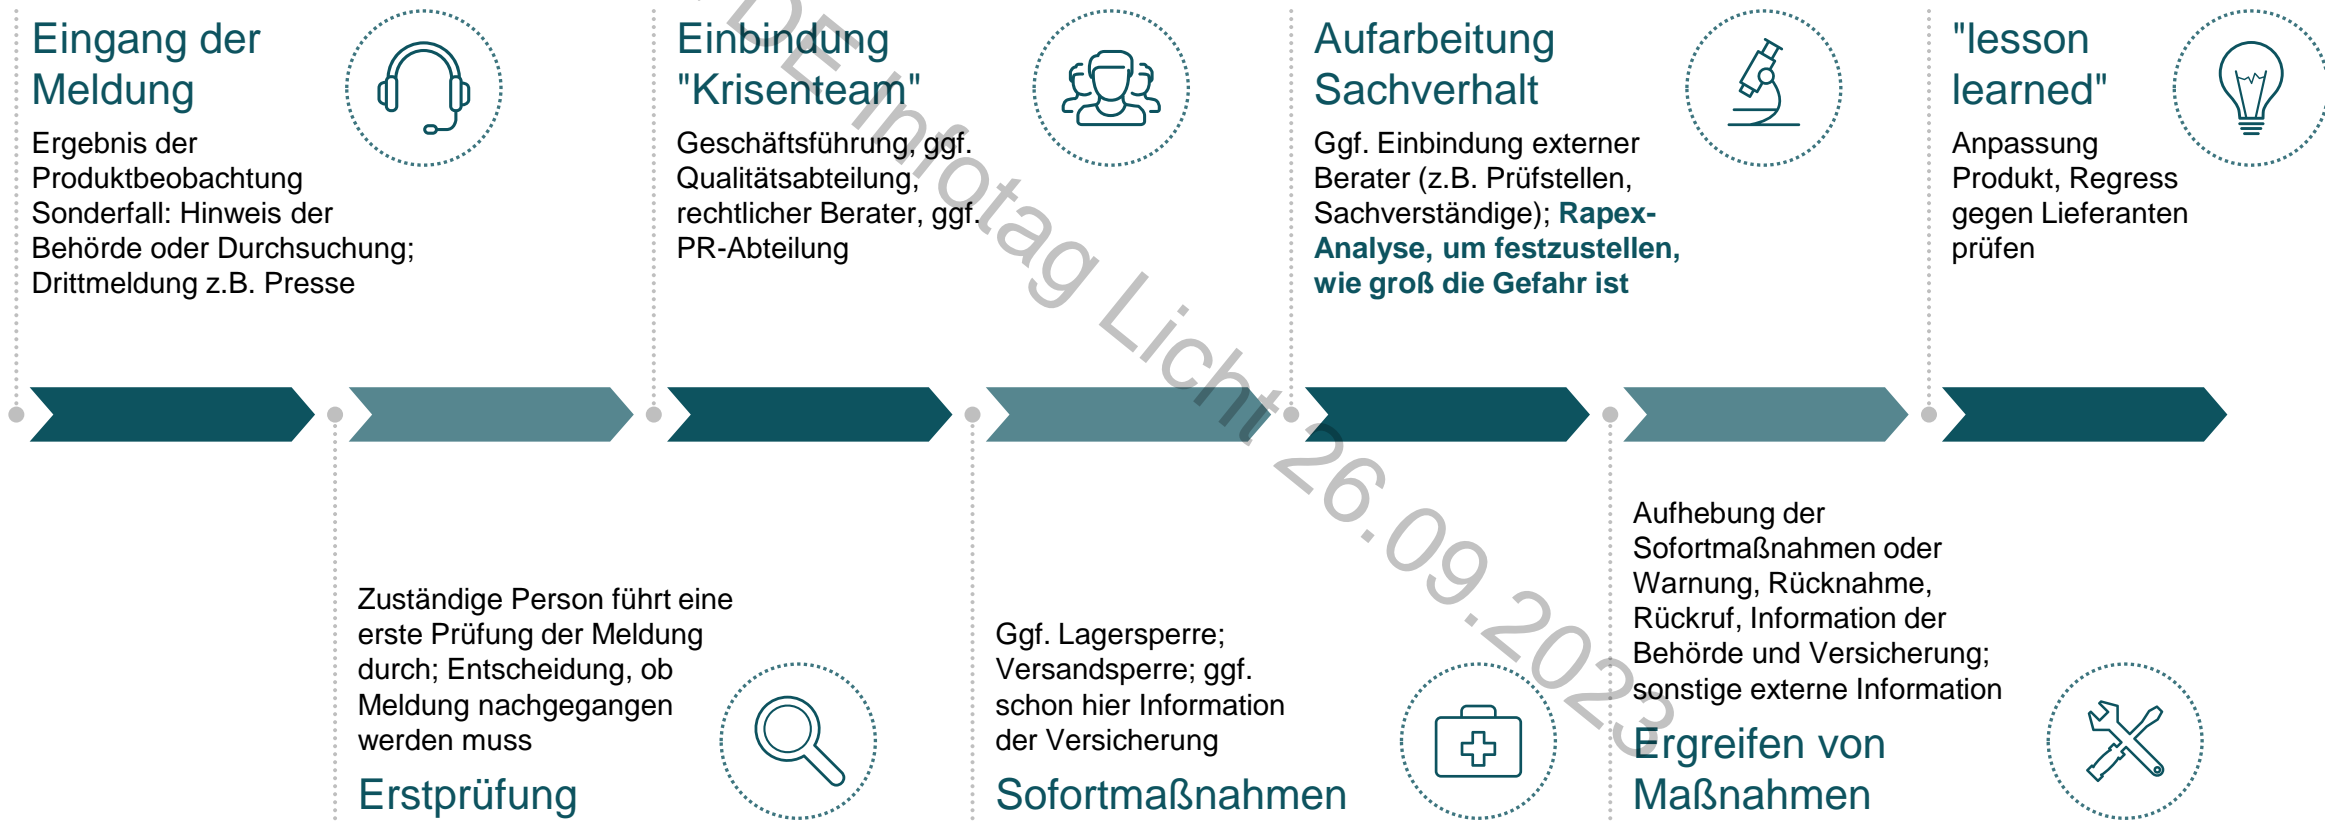 Eingang der
Meldung
Ergebnis der
Produktbeobachtung
Sonderfall: Hinweis der
Behörde oder Durchsuchung;
Drittmeldung z.B. Presse
Zuständige Person führt eine
erste Prüfung der Meldung
durch; Entscheidung, ob
Meldung nachgegangen
werden muss
Erstprüfung
Einbindung
"Krisenteam"
Geschäftsführung, ggf.
Qualitätsabteilung,
rechtlicher Berater, ggf.
PR-Abteilung
Ggf. Lagersperre;
Versandsperre; ggf.
schon hier Information
der Versicherung
Sofortmaßnahmen
Aufarbeitung
Sachverhalt
Ggf. Einbindung externer
Berater (z.B. Prüfstellen,
Sachverständige); Rapex-
Analyse, um festzustellen,
wie groß die Gefahr ist
Aufhebung der
Sofortmaßnahmen oder
Warnung, Rücknahme,
Rückruf, Information der
Behörde und Versicherung;
sonstige externe Information
Ergreifen von
Maßnahmen
"lesson
learned"
Anpassung
Produkt, Regress
gegen Lieferanten
prüfen
DE Infotag Licht 26.09.2023